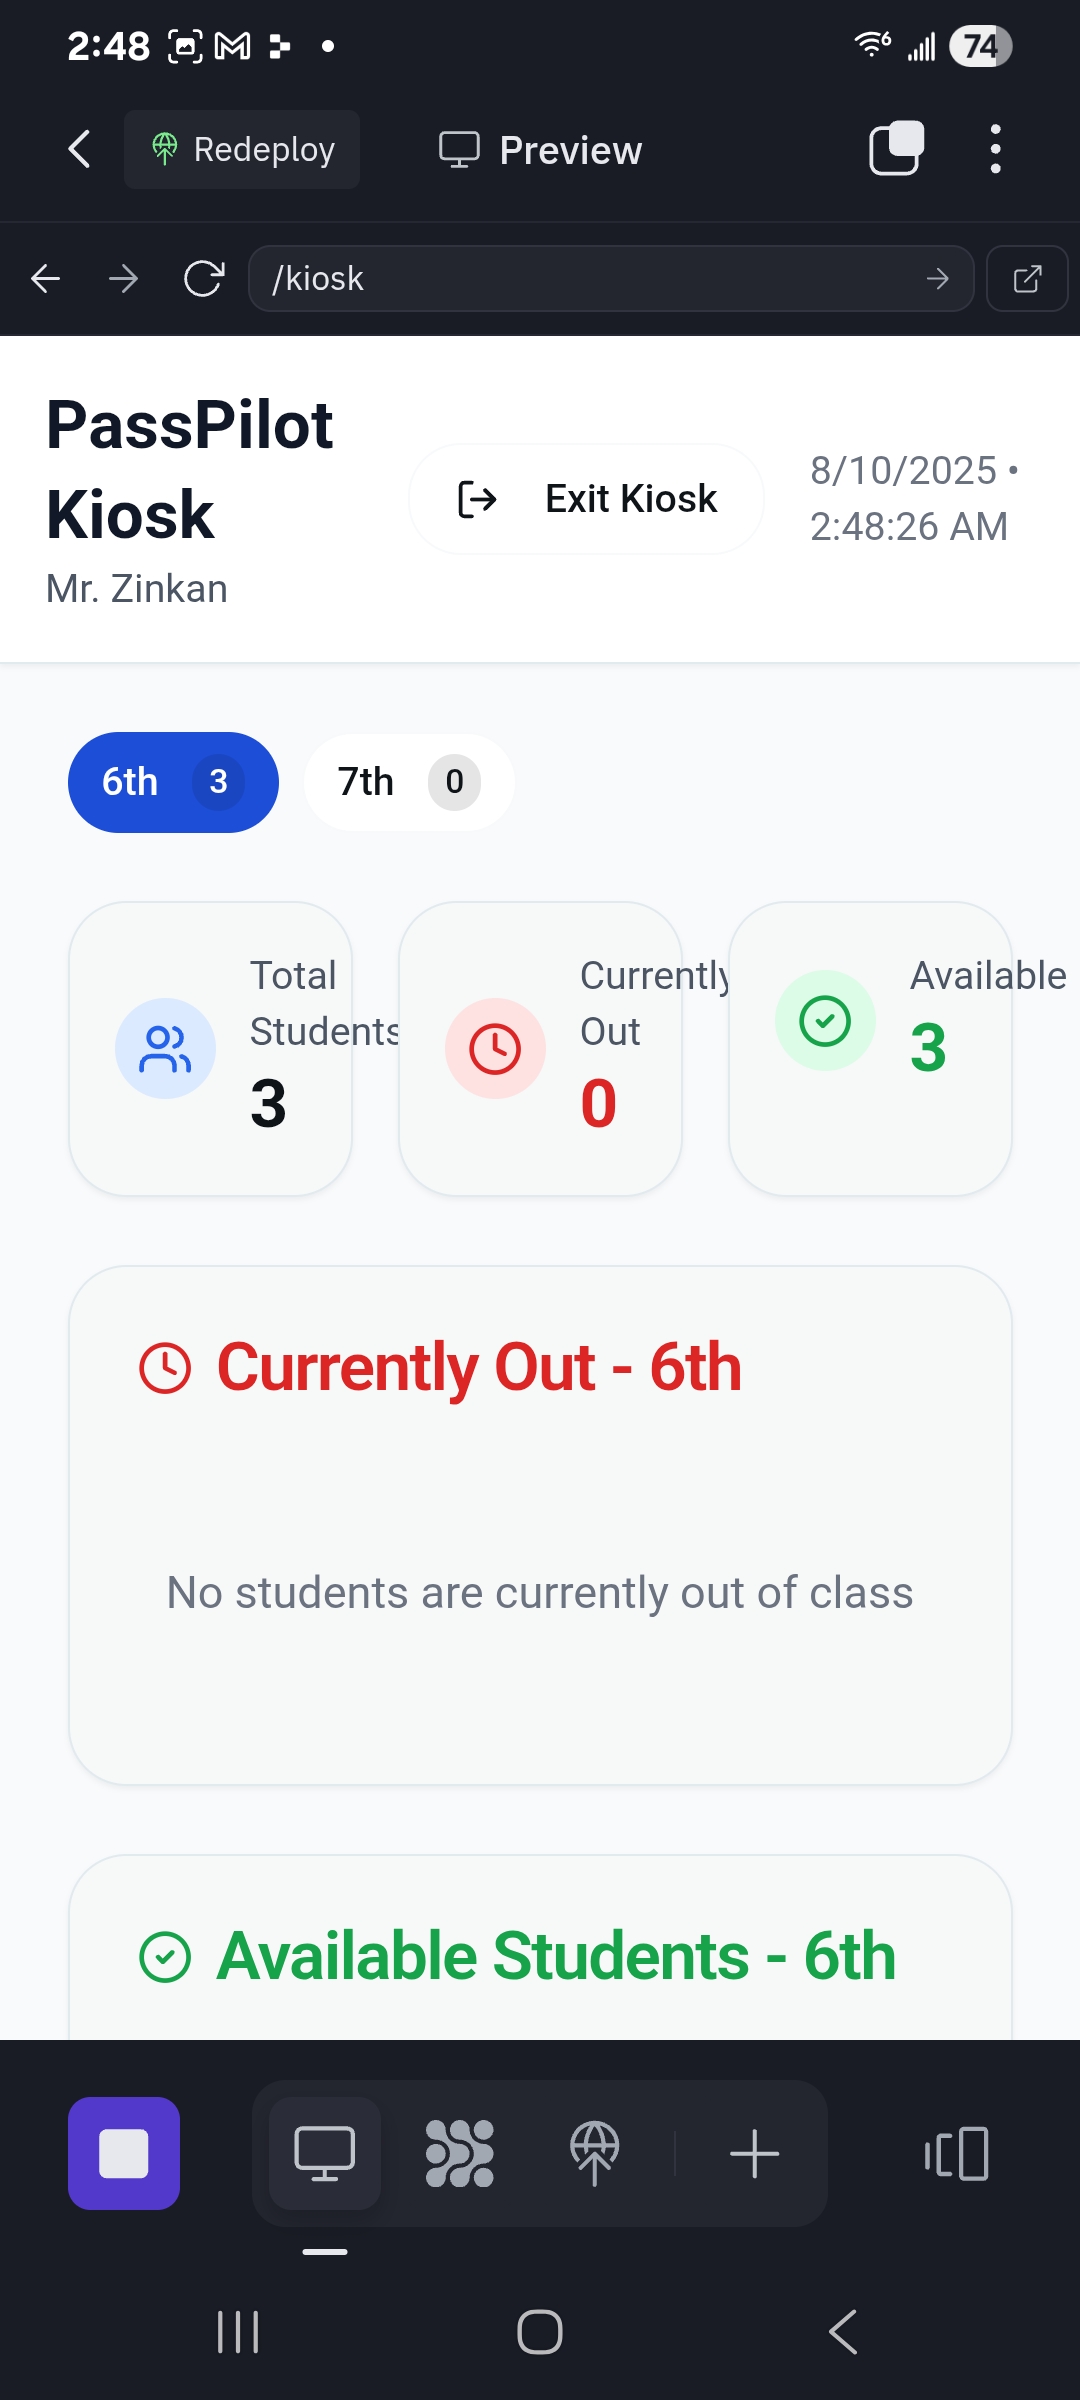 2:48
6
74
Redeploy
Preview
/kiosk
PassPilot
Kiosk
Mr. Zinkan
Exit Kiosk
8/10/2025 •
2:48:26 AM
6th 3
7th 0
Total
Students
3
Currently
Out
0
Available
3
Currently Out - 6th
No students are currently out of class
Available Students - 6th